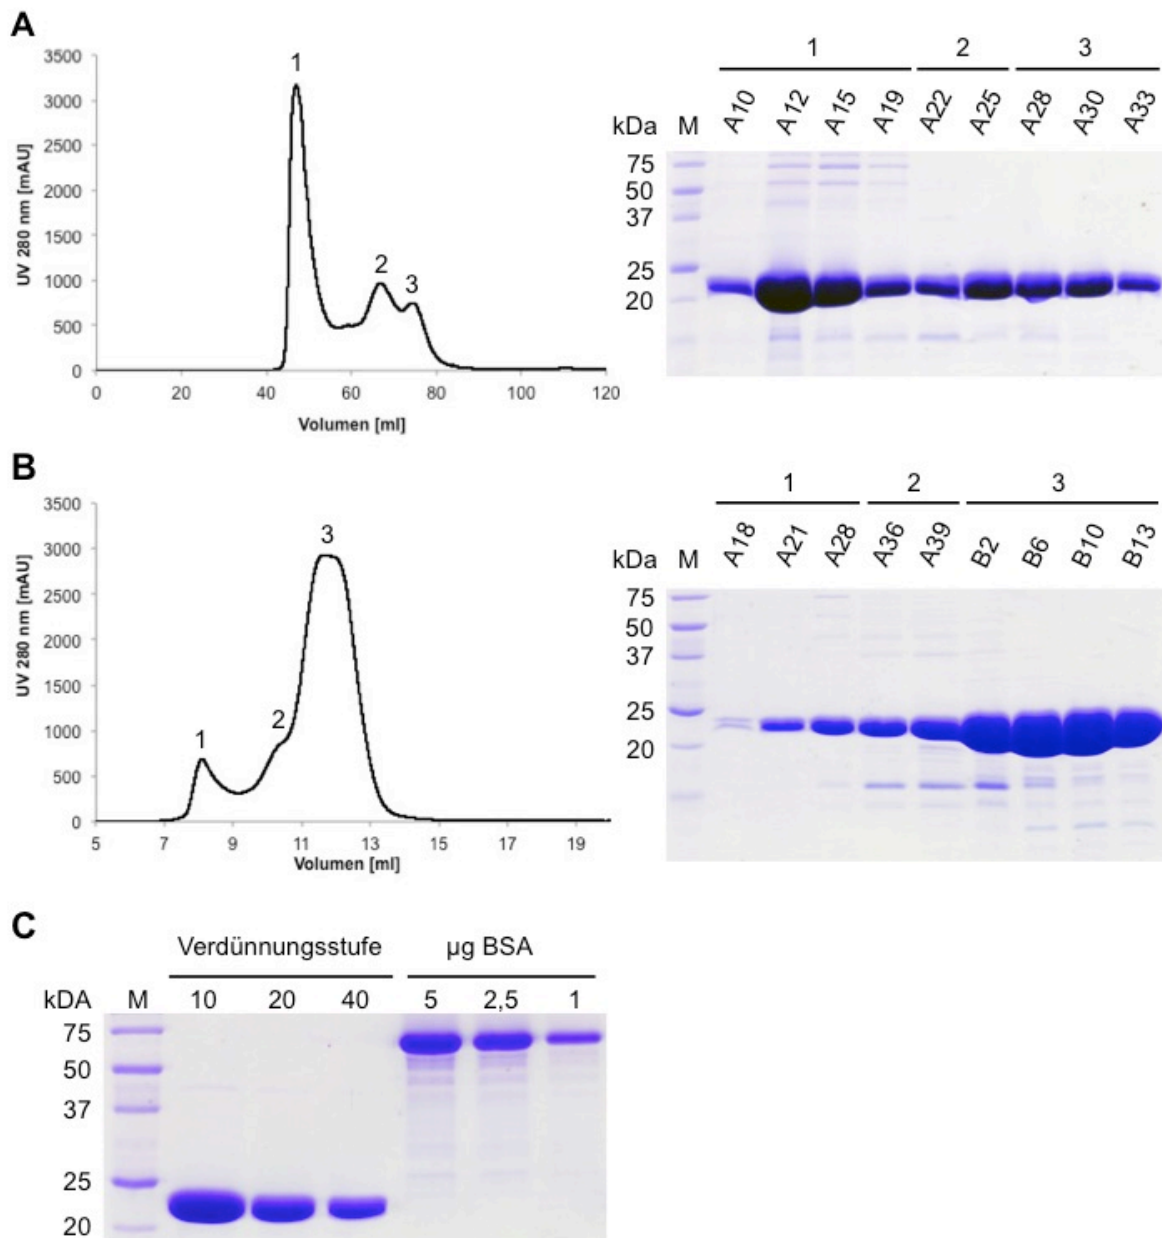 A
3500
3000
2500
2000
1500
1000
500
0
UV 280 nm [mAU]
1
2
3
0 20 40 60 80 100 120
Volumen [ml]
1 2 3
kDa M A10 A12 A15 A19 A22 A25 A28 A30 A33
75
50
37
25
20
B
3500
3000
2500
2000
1500
1000
500
0
UV 280 nm [mAU]
1
2
3
5 7 9 11 13 15 17 19
Volumen [ml]
1 2 3
kDa M A18 A21 A28 A36 A39 B2 B6 B10 B13
75
50
37
25
20
C
Verdünnungsstufe µg BSA
kDA M 10 20 40 5 2,5 1
75
50
37
25
20